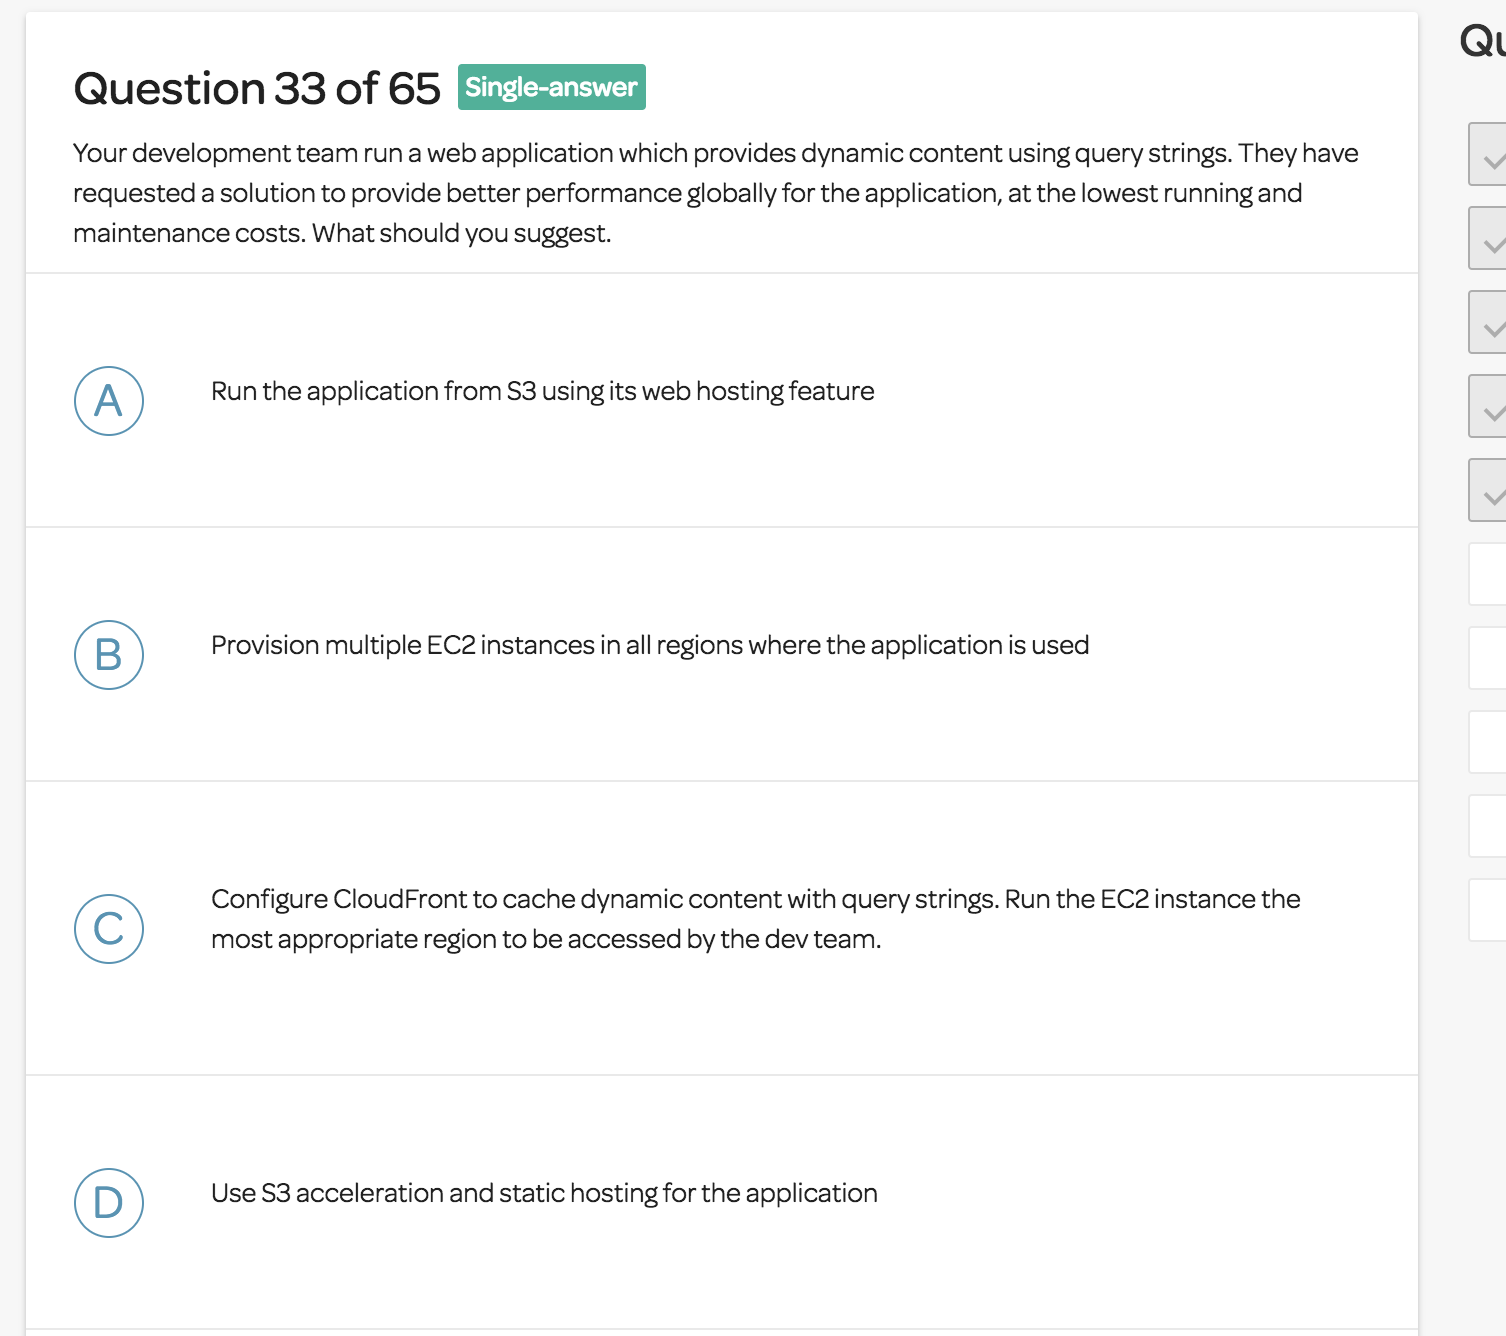 Question 33 of 65 Single-answer
Your development team run a web application which provides dynamic content using query strings. They have
requested a solution to provide better performance globally for the application, at the lowest running and
maintenance costs. What should you suggest.
A Run the application from S3 using its web hosting feature
B Provision multiple EC2 instances in all regions where the application is used
C Configure CloudFront to cache dynamic content with query strings. Run the EC2 instance the
most appropriate region to be accessed by the dev team.
D Use S3 acceleration and static hosting for the application